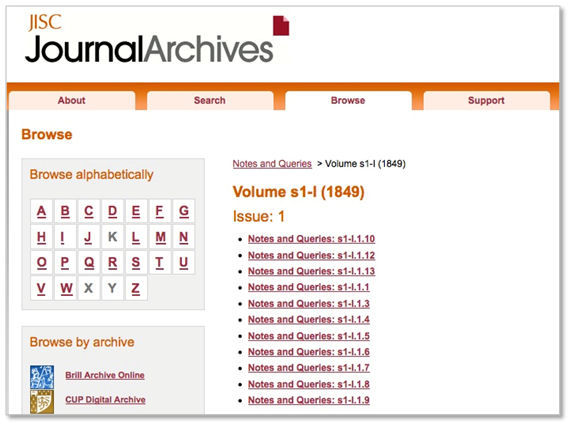 JISC
JournalArchives
About Search Browse Support
Browse
Browse alphabetically
A B C D E F G
H I J K L M N
O P Q R S T U
V W X Y Z
Browse by archive
Brill Archive Online
CUP Digital Archive
Notes and Queries > Volume s1-I (1849)
Volume s1-I (1849)
Issue: 1
Notes and Queries: s1-I.1.10
Notes and Queries: s1-I.1.12
Notes and Queries: s1-I.1.13
Notes and Queries: s1-I.1.1
Notes and Queries: s1-I.1.3
Notes and Queries: s1-I.1.4
Notes and Queries: s1-I.1.5
Notes and Queries: s1-I.1.6
Notes and Queries: s1-I.1.7
Notes and Queries: s1-I.1.8
Notes and Queries: s1-I.1.9